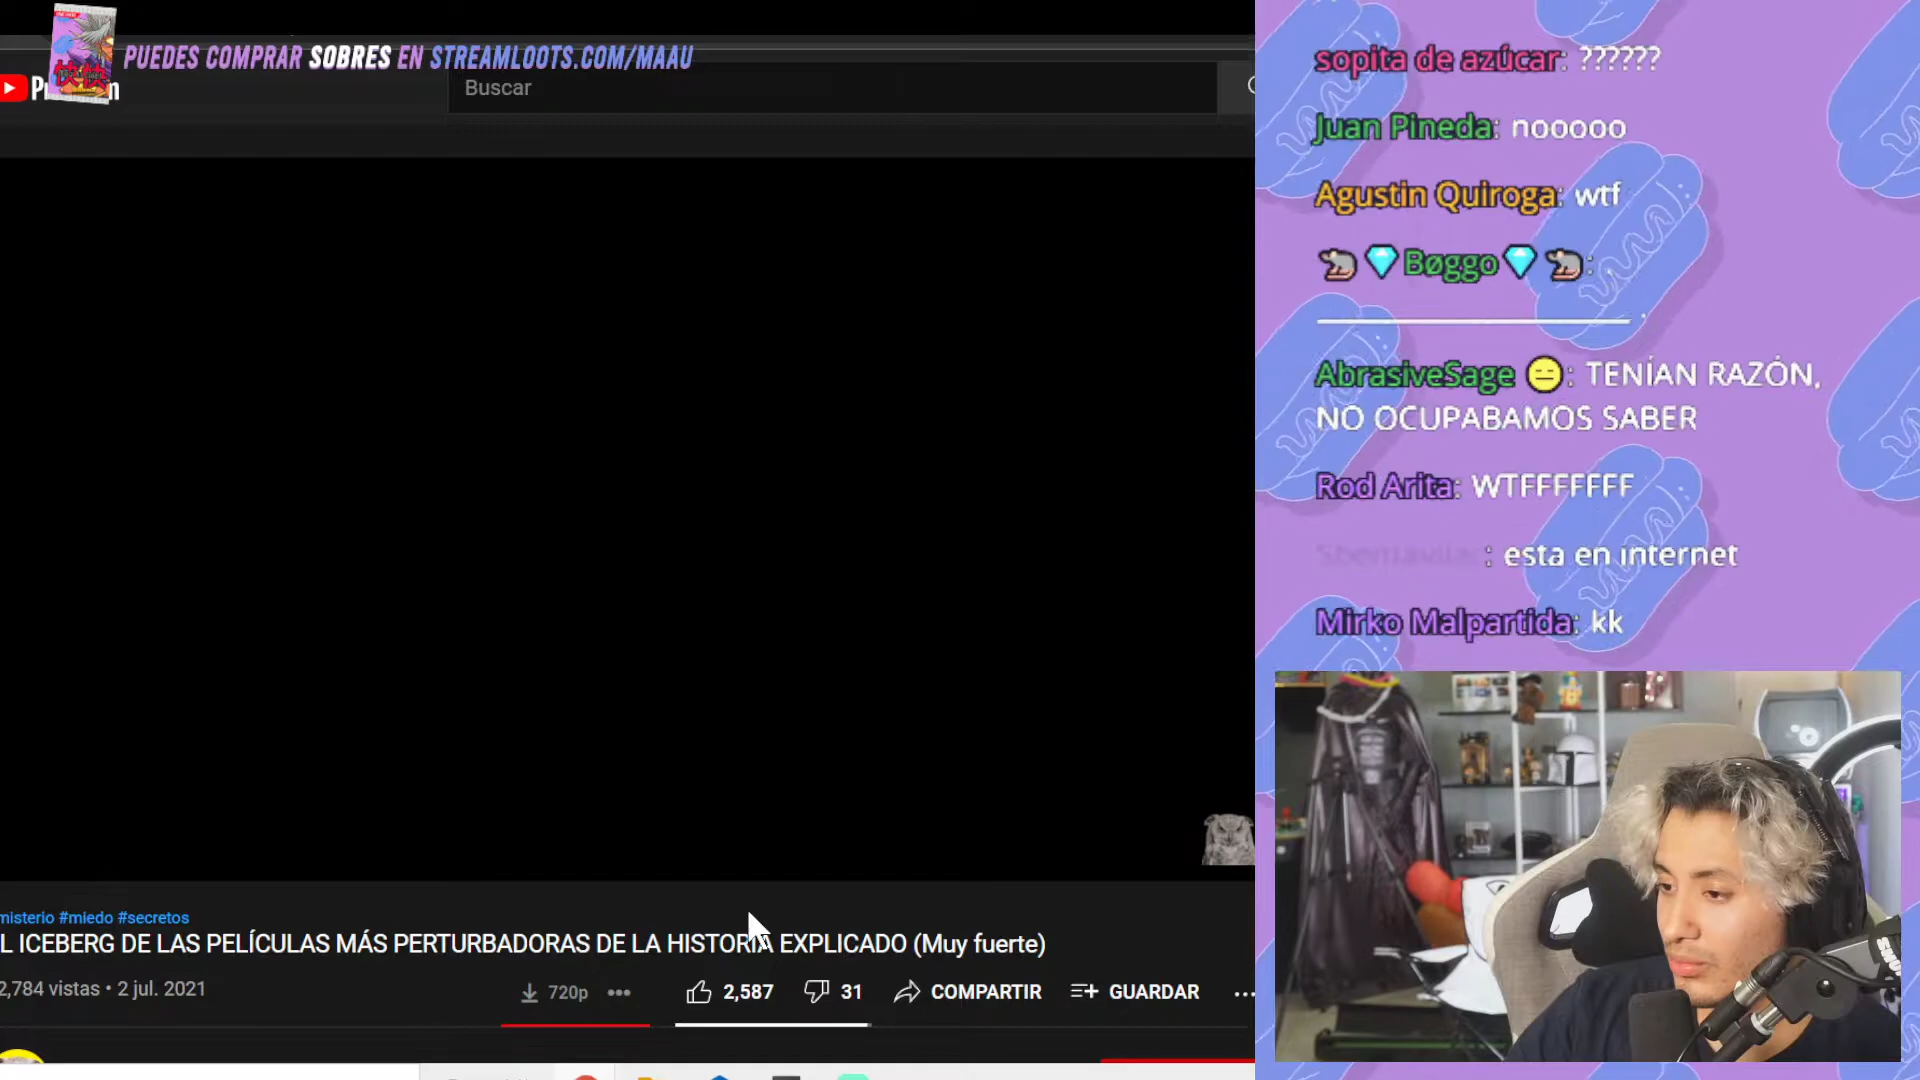 PUEDES COMPRAR SOBRES EN STREAMLOOTS.COM/MAAU
Buscar
sopita de azúcar: ??????
Juan Pineda: nooooo
Agustin Quiroga: wtf
Bøggo :
AbrasiveSage : TENÍAN RAZÓN,
NO OCUPABAMOS SABER
Rod Arita: WTFFFFFFF
: esta en internet
Mirko Malpartida: kk
misterio #miedo #secretos
L ICEBERG DE LAS PELÍCULAS MÁS PERTURBADORAS DE LA HISTORIA EXPLICADO (Muy fuerte)
2,784 vistas • 2 jul. 2021
720p
2,587
31
COMPARTIR
GUARDAR